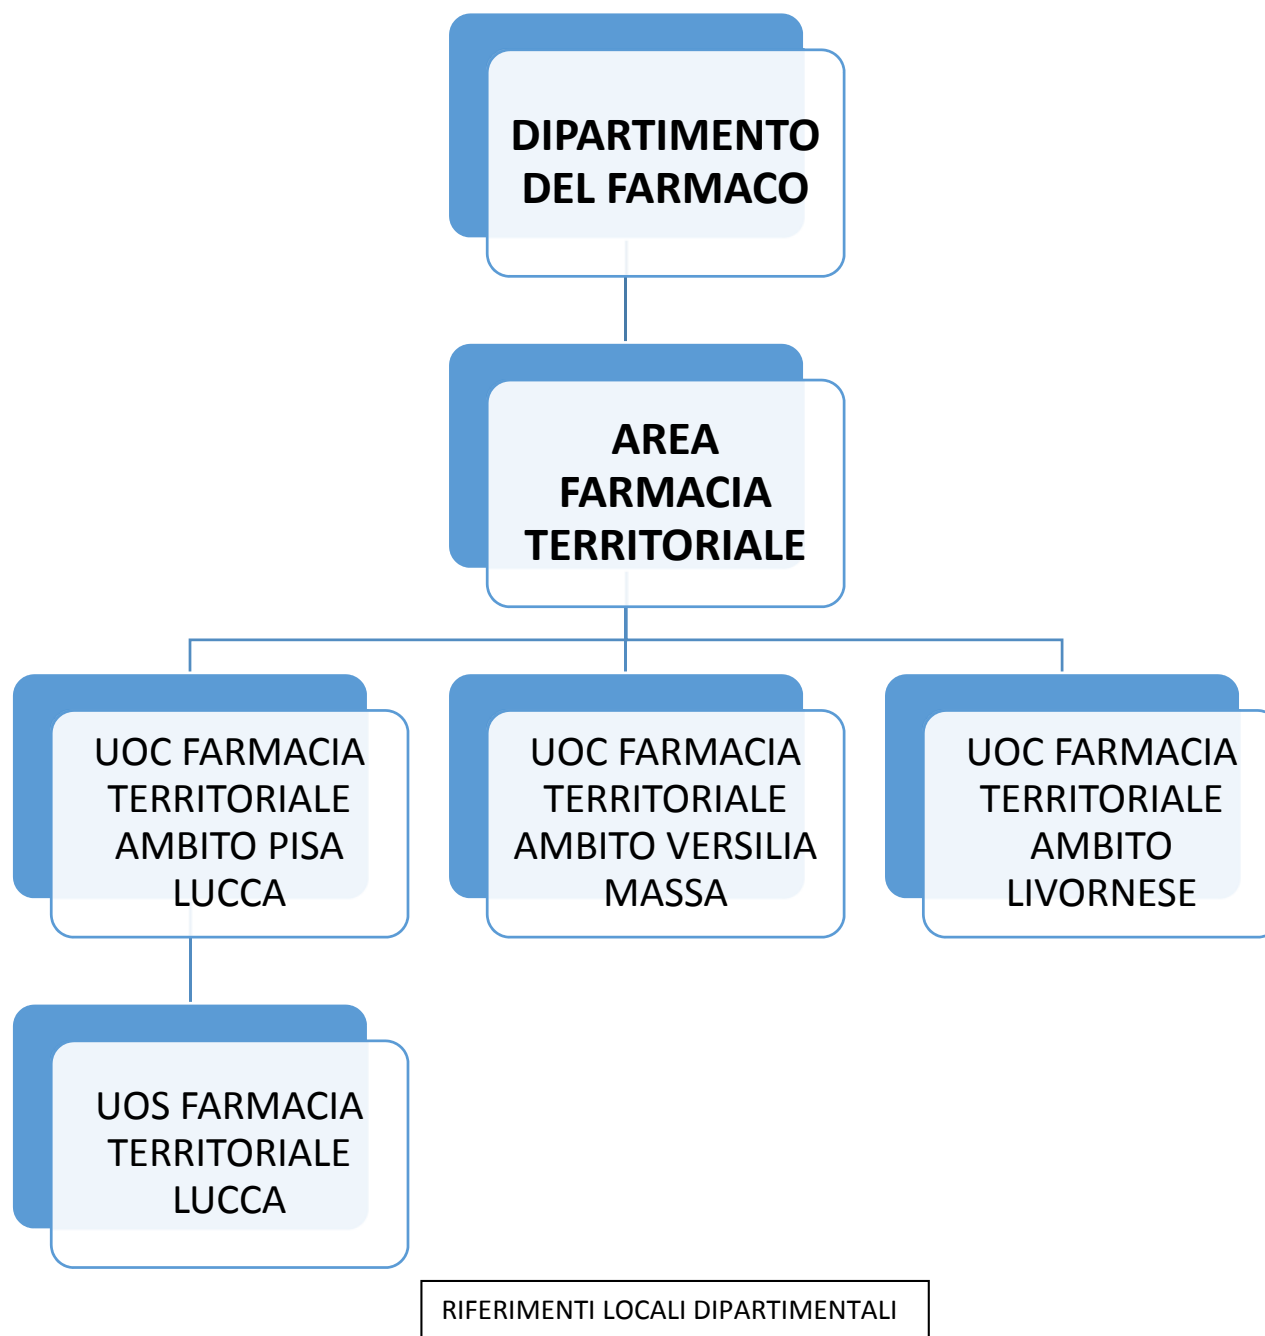 DIPARTIMENTO
DEL FARMACO
AREA
FARMACIA
TERRITORIALE
UOC FARMACIA
TERRITORIALE
AMBITO PISA
LUCCA
UOC FARMACIA
TERRITORIALE
AMBITO VERSILIA
MASSA
UOC FARMACIA
TERRITORIALE
AMBITO
LIVORNESE
UOS FARMACIA
TERRITORIALE
LUCCA
RIFERIMENTI LOCALI DIPARTIMENTALI